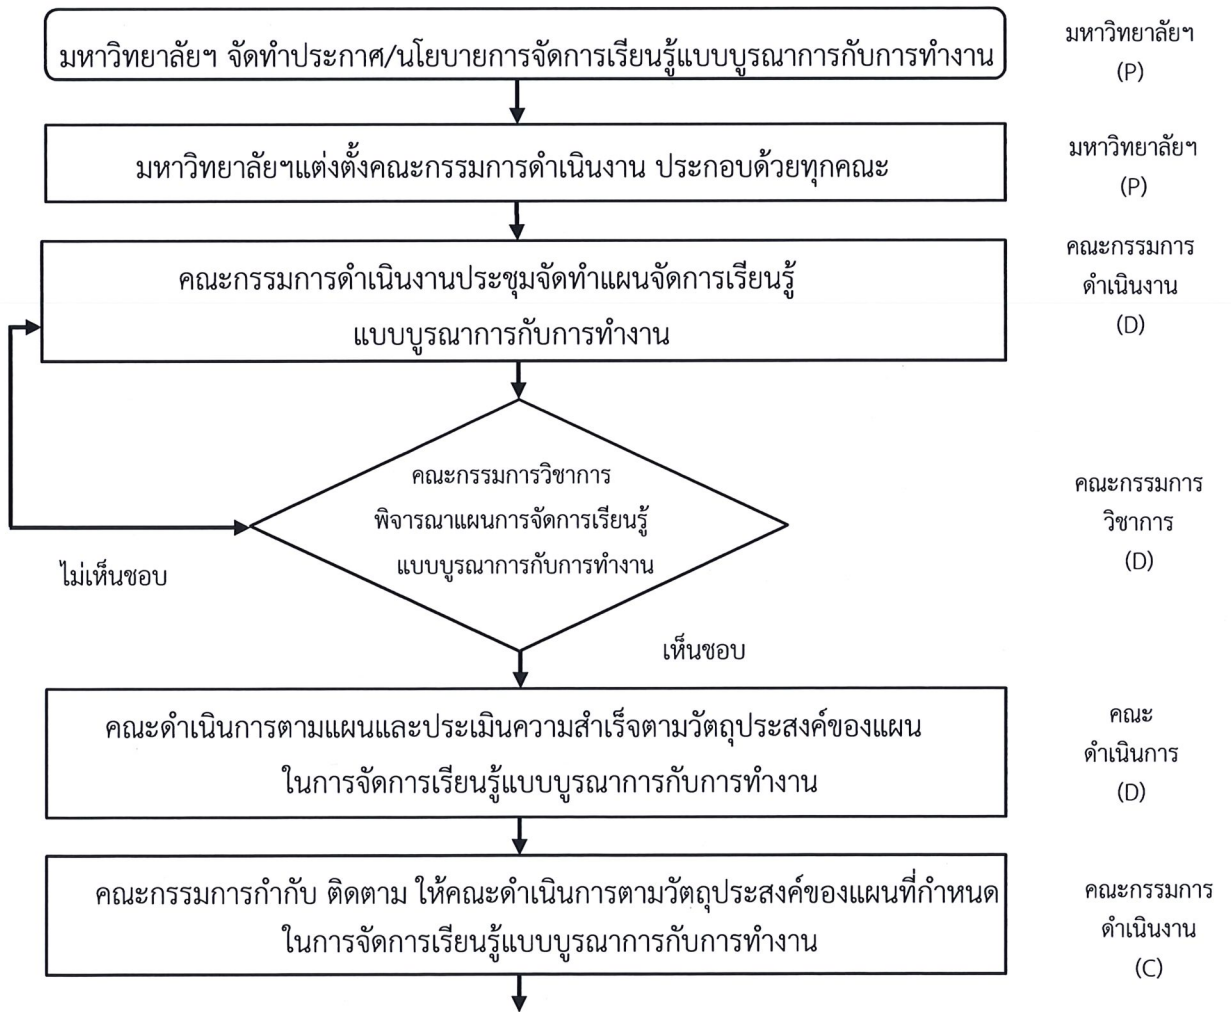 มหาวิทยาลัยฯ จัดทำประกาศ/นโยบายการจัดการเรียนรู้แบบบูรณาการกับการทำงาน
มหาวิทยาลัยฯ
(P)
มหาวิทยาลัยฯแต่งตั้งคณะกรรมการดำเนินงาน ประกอบด้วยทุกคณะ
มหาวิทยาลัยฯ
(P)
คณะกรรมการดำเนินงานประชุมจัดทำแผนจัดการเรียนรู้
แบบบูรณาการกับการทำงาน
คณะกรรมการ
ดำเนินงาน
(D)
คณะกรรมการวิชาการ
พิจารณาแผนการจัดการเรียนรู้
แบบบูรณาการกับการทำงาน
คณะกรรมการ
วิชาการ
(D)
ไม่เห็นชอบ
เห็นชอบ
คณะดำเนินการตามแผนและประเมินความสำเร็จตามวัตถุประสงค์ของแผน
ในการจัดการเรียนรู้แบบบูรณาการกับการทำงาน
คณะ
ดำเนินการ
(D)
คณะกรรมการกำกับ ติดตาม ให้คณะดำเนินการตามวัตถุประสงค์ของแผนที่กำหนด
ในการจัดการเรียนรู้แบบบูรณาการกับการทำงาน
คณะกรรมการ
ดำเนินงาน
(C)